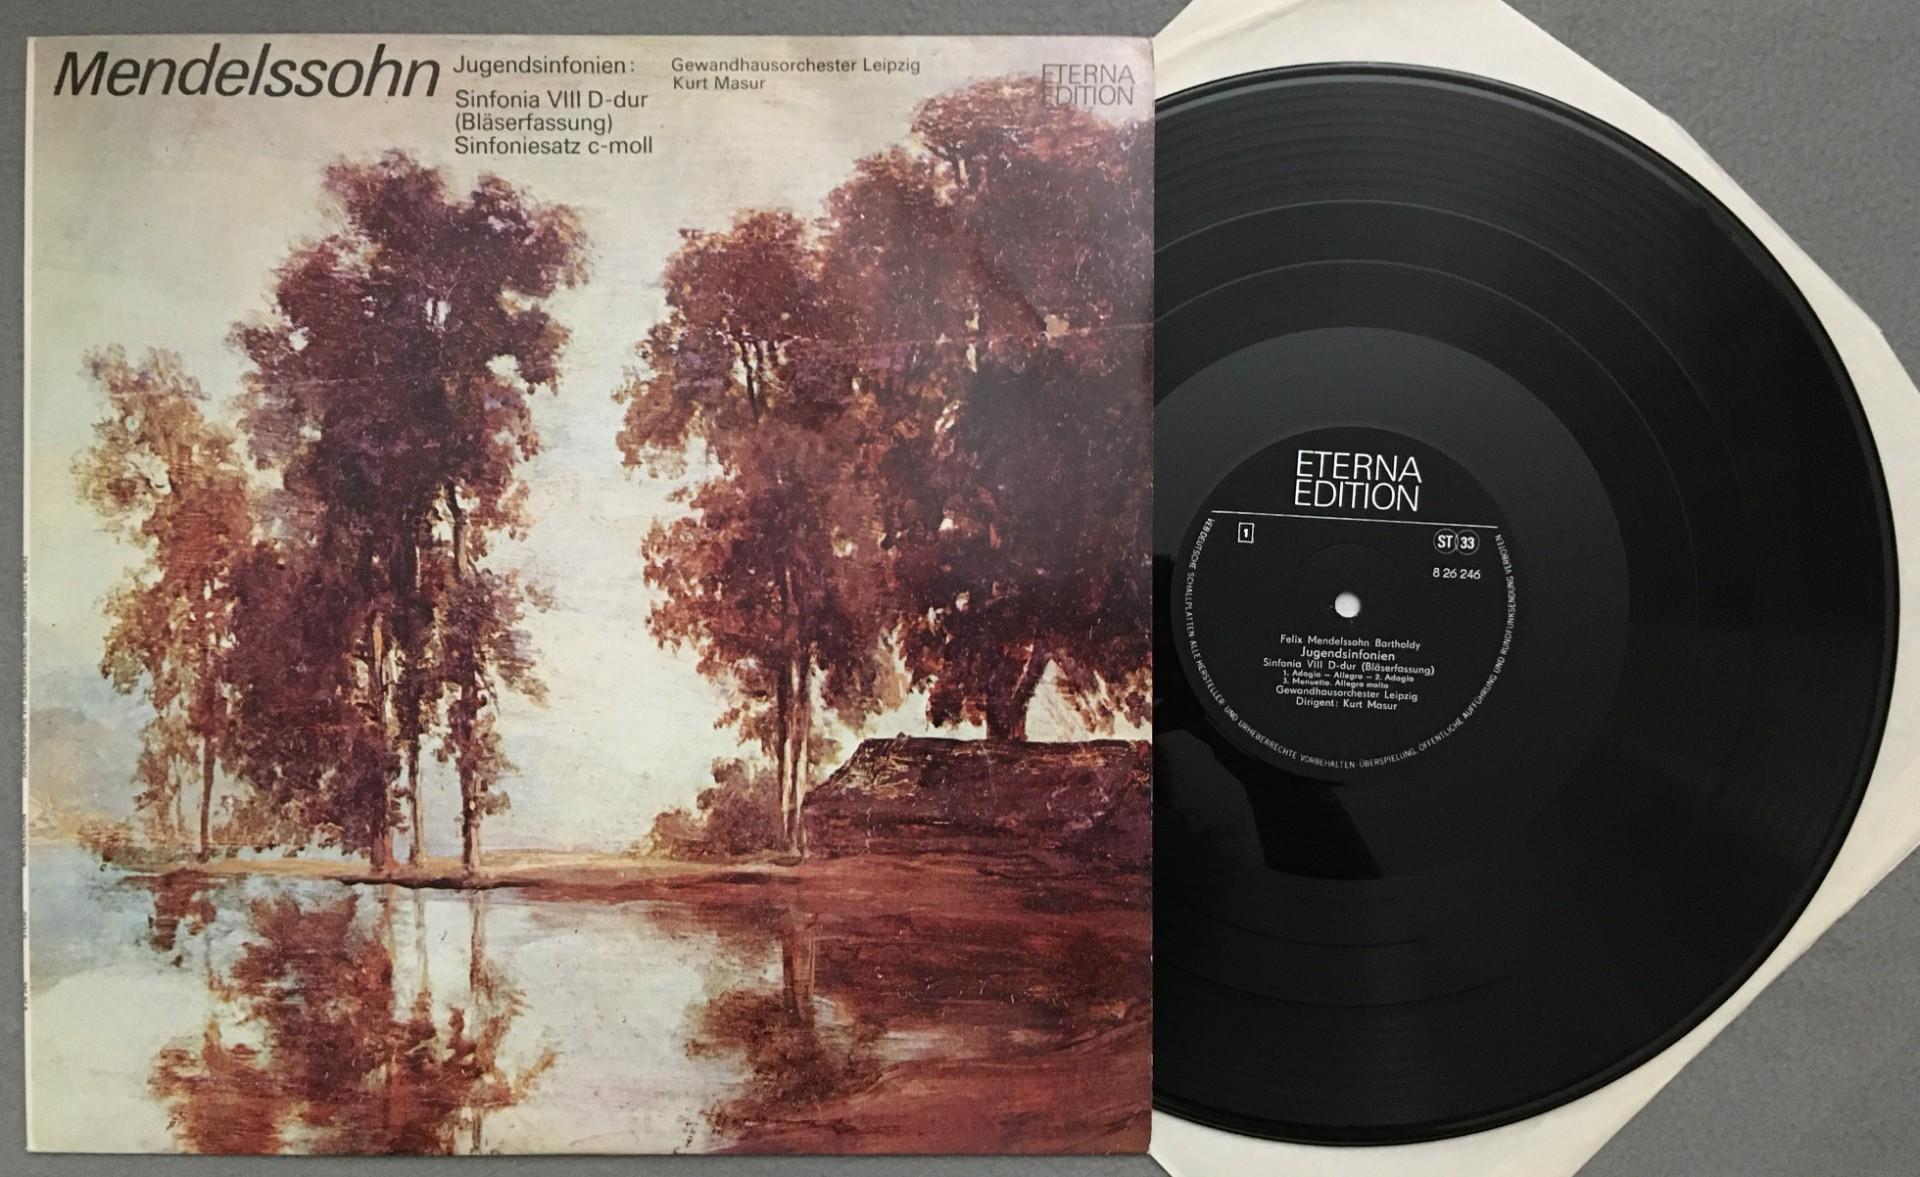 Mendelssohn
Jugendsinfonien:
Sinfonia VIII D-dur
(Bläserfassung)
Sinfoniesatz c-moll
Gewandhausorchester Leipzig
Kurt Masur
ETERNA
EDITION
ETERNA
EDITION
1
ST 33
8 26 246
Felix Mendelssohn Bartholdy
Jugendsinfonien
Sinfonia VIII D-dur (Bläserfassung)
1. Adagio — Allegro — 2. Adagio
3. Menuetto. Allegro molto
Gewandhausorchester Leipzig
Dirigent: Kurt Masur
VEB DEUTSCHE SCHALLPLATTEN ALLE HERSTELLER- UND URHEBERRECHTE VORBEHALTEN · ÜBERSPIELUNG, ÖFFENTLICHE AUFFÜHRUNG UND RUNDFUNKSENDUNG VERBOTEN